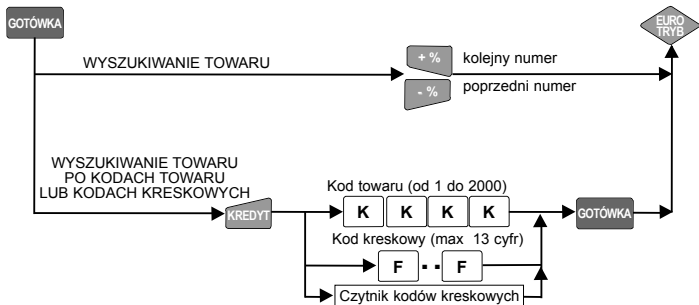 GOTÓWKA
EURO
TRYB
WYSZUKIWANIE TOWARU
+ %
kolejny numer
- %
poprzedni numer
WYSZUKIWANIE TOWARU
PO KODACH TOWARU
LUB KODACH KRESKOWYCH
KREDYT
Kod towaru (od 1 do 2000)
K K K K
GOTÓWKA
Kod kreskowy (max 13 cyfr)
F ·· F
Czytnik kodów kreskowych